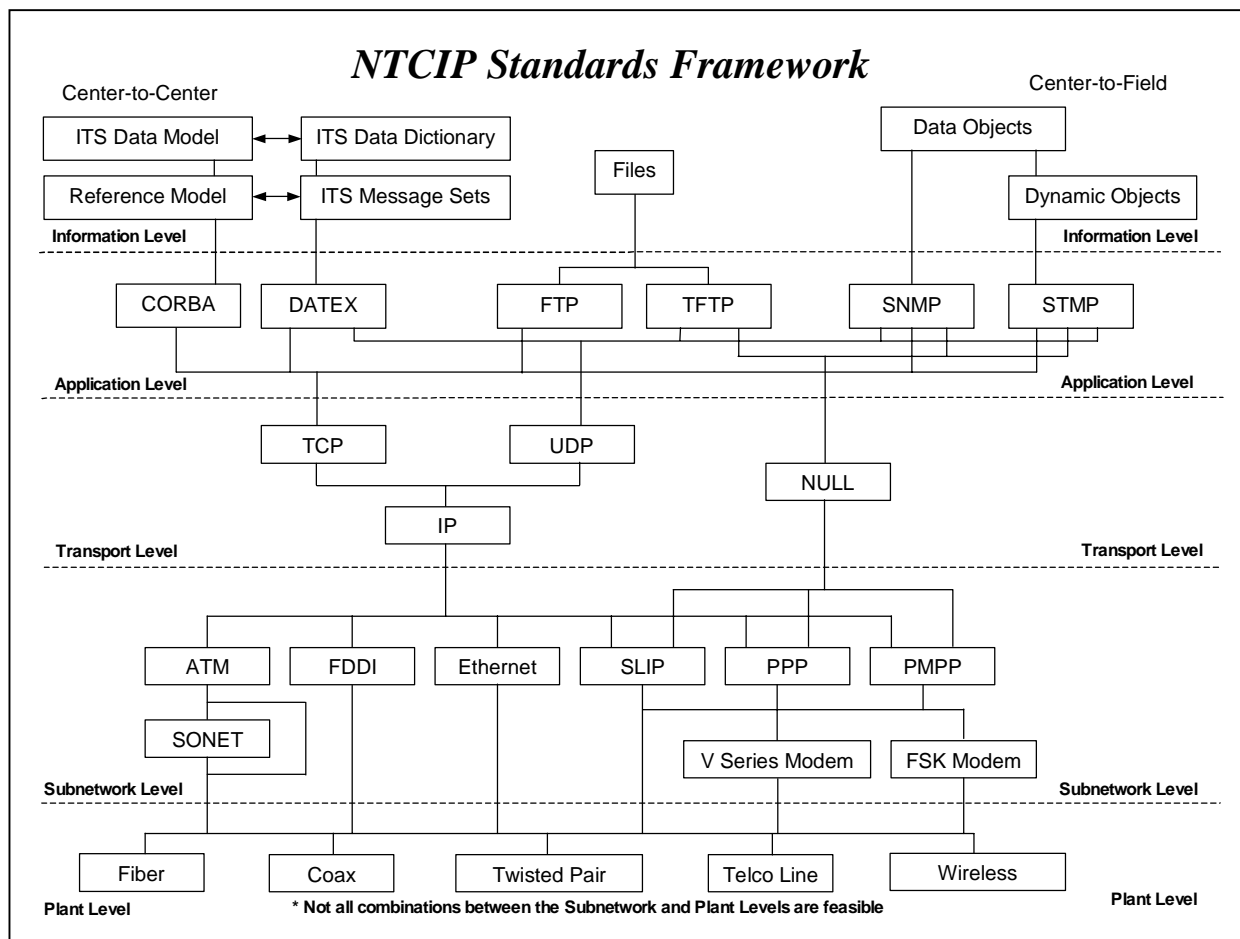 NTCIP Standards Framework
Center-to-Center
Center-to-Field
ITS Data Model
ITS Data Dictionary
Data Objects
Files
Reference Model
ITS Message Sets
Dynamic Objects
Information Level
Information Level
CORBA
DATEX
FTP
TFTP
SNMP
STMP
Application Level
Application Level
TCP
UDP
NULL
IP
Transport Level
Transport Level
ATM
FDDI
Ethernet
SLIP
PPP
PMPP
SONET
V Series Modem
FSK Modem
Subnetwork Level
Subnetwork Level
Fiber
Coax
Twisted Pair
Telco Line
Wireless
Plant Level
* Not all combinations between the Subnetwork and Plant Levels are feasible
Plant Level